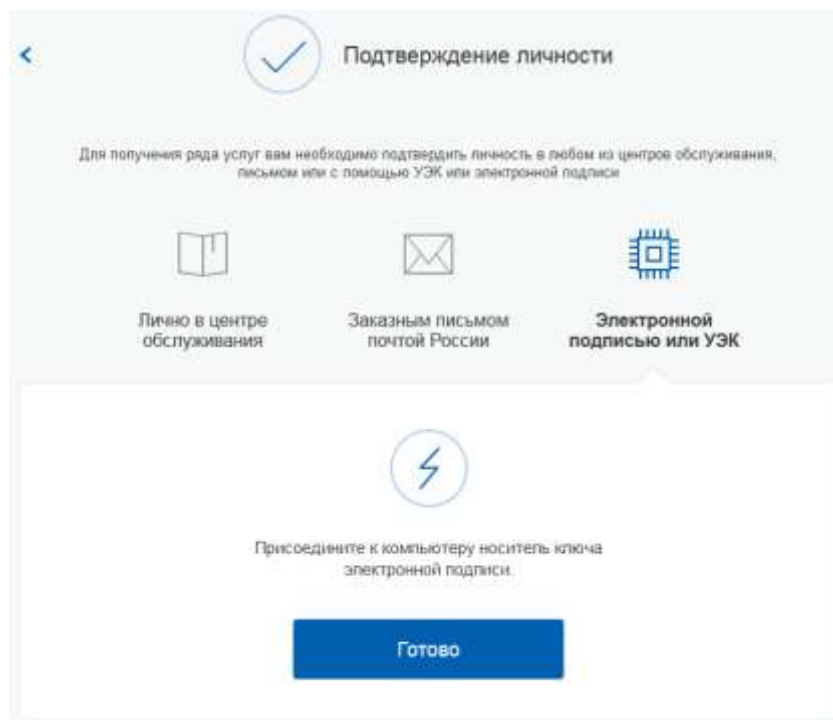 Подтверждение личности
Для получения ряда услуг вам необходимо подтвердить личность в любом из центров обслуживания,
письмом или с помощью УЭК или электронной подписи
Лично в центре
обслуживания
Заказным письмом
почтой России
Электронной
подписью или УЭК
Присоедините к компьютеру носитель ключа
электронной подписи.
Готово